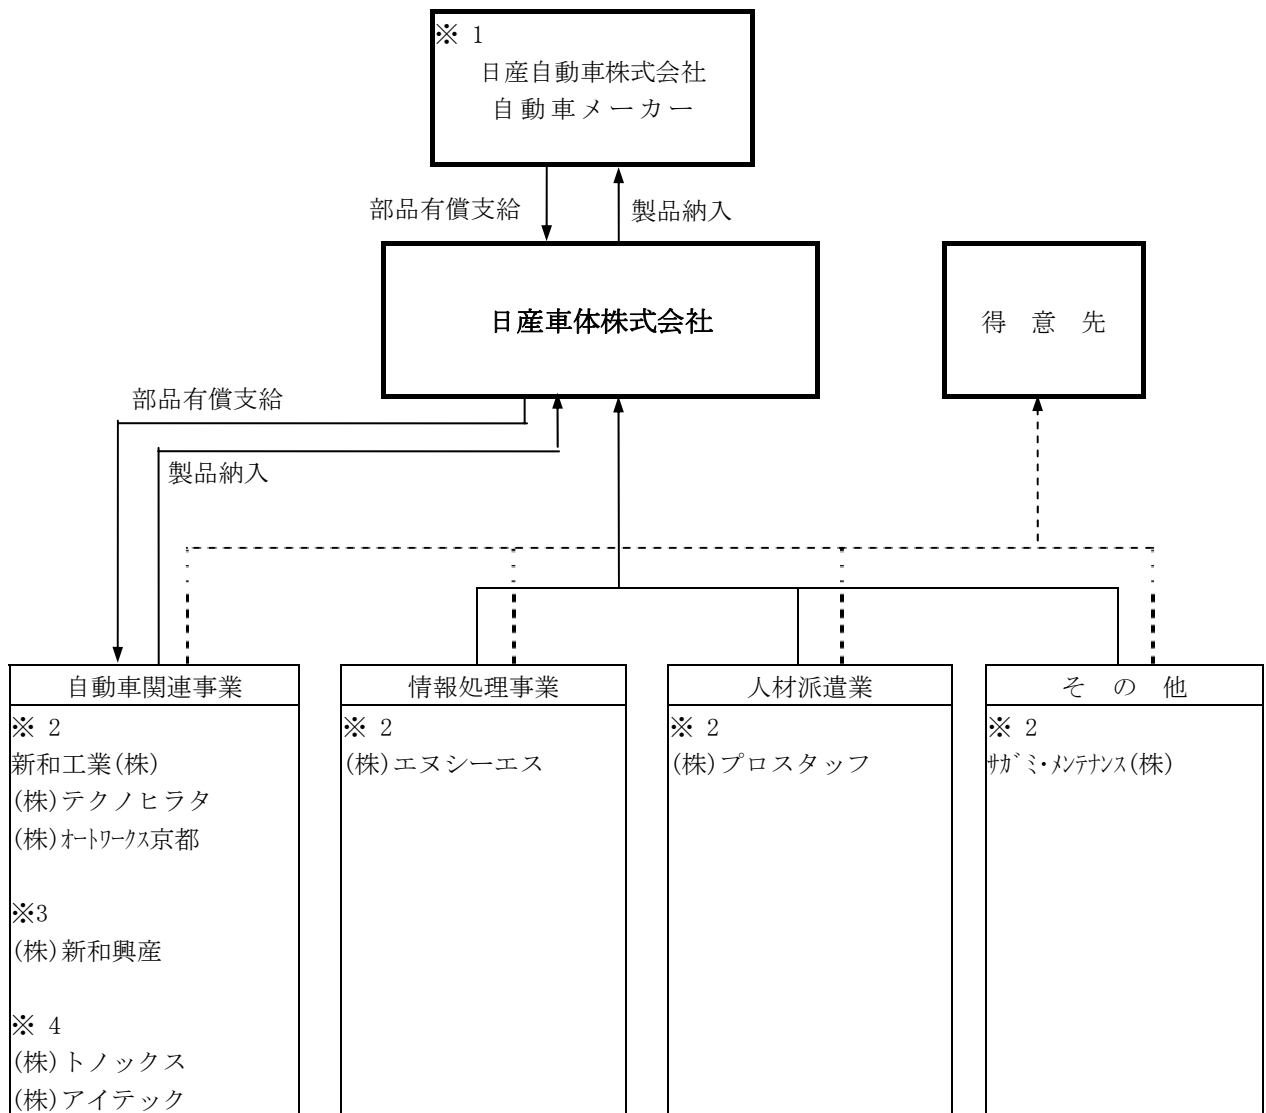 ※ 1
日産自動車株式会社
自動車メーカー
部品有償支給
製品納入
日産車体株式会社
得 意 先
部品有償支給
製品納入
自動車関連事業
※ 2
新和工業(株)
(株)テクノヒラタ
(株)ｵｰﾄﾜｰｸｽ京都
※3
(株)新和興産
※ 4
(株)トノックス
(株)アイテック
情報処理事業
※ 2
(株)エヌシーエス
人材派遣業
※ 2
(株)プロスタッフ
そ の 他
※ 2
ｻｶﾞﾐ・ﾒﾝﾃﾅﾝｽ(株)